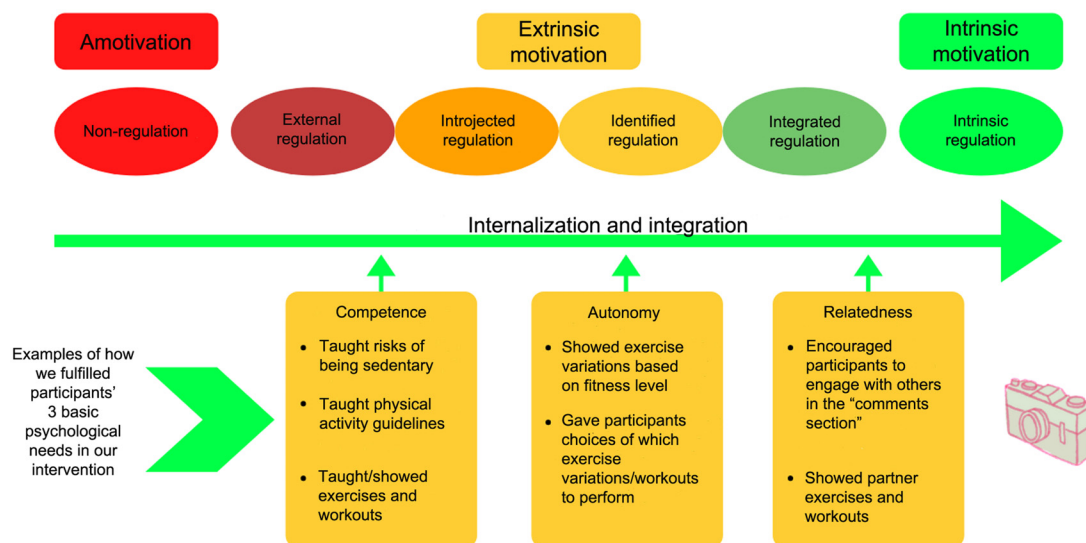 Amotivation
Extrinsic
motivation
Intrinsic
motivation
Non-regulation
External
regulation
Introjected
regulation
Identified
regulation
Integrated
regulation
Intrinsic
regulation
Internalization and integration
Examples of how
we fulfilled
participants’
3 basic
psychological
needs in our
intervention
Competence
• Taught risks of
being sedentary
• Taught physical
activity guidelines
• Taught/showed
exercises and
workouts
Autonomy
• Showed exercise
variations based
on fitness level
• Gave participants
choices of which
exercise
variations/workouts
to perform
Relatedness
• Encouraged
participants to
engage with others
in the “comments
section”
• Showed partner
exercises and
workouts